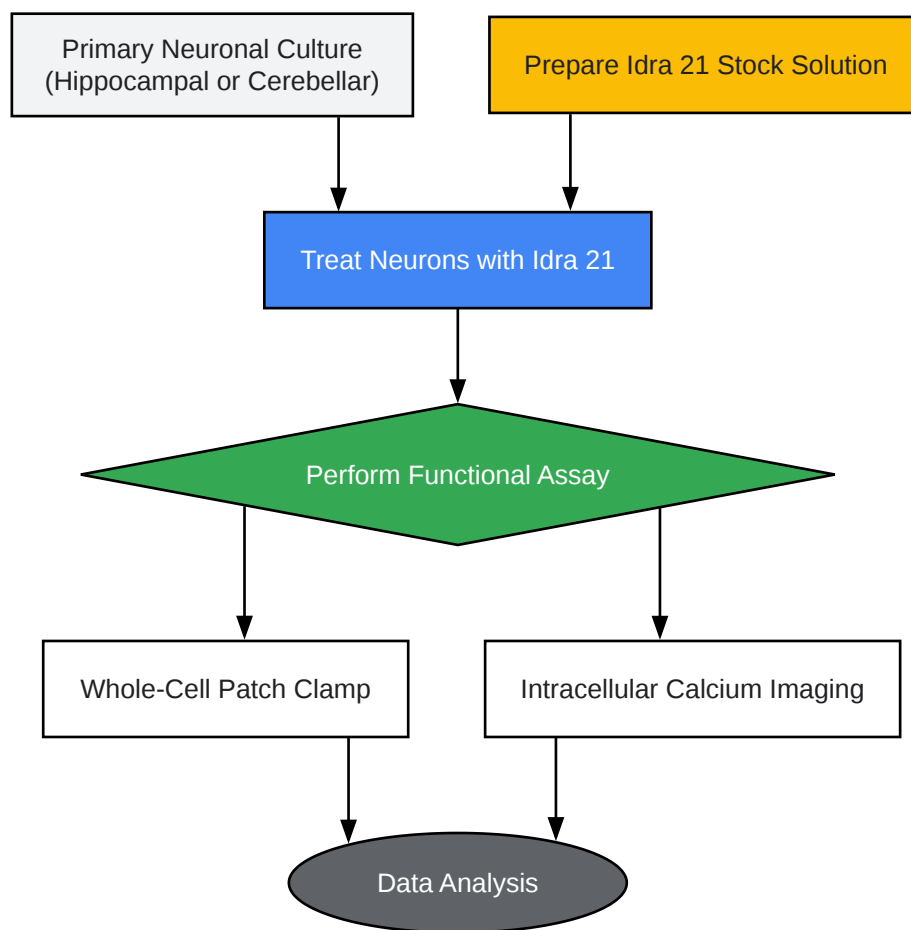 Primary Neuronal Culture
(Hippocampal or Cerebellar)
Prepare Idra 21 Stock Solution
Treat Neurons with Idra 21
Perform Functional Assay
Whole-Cell Patch Clamp
Intracellular Calcium Imaging
Data Analysis